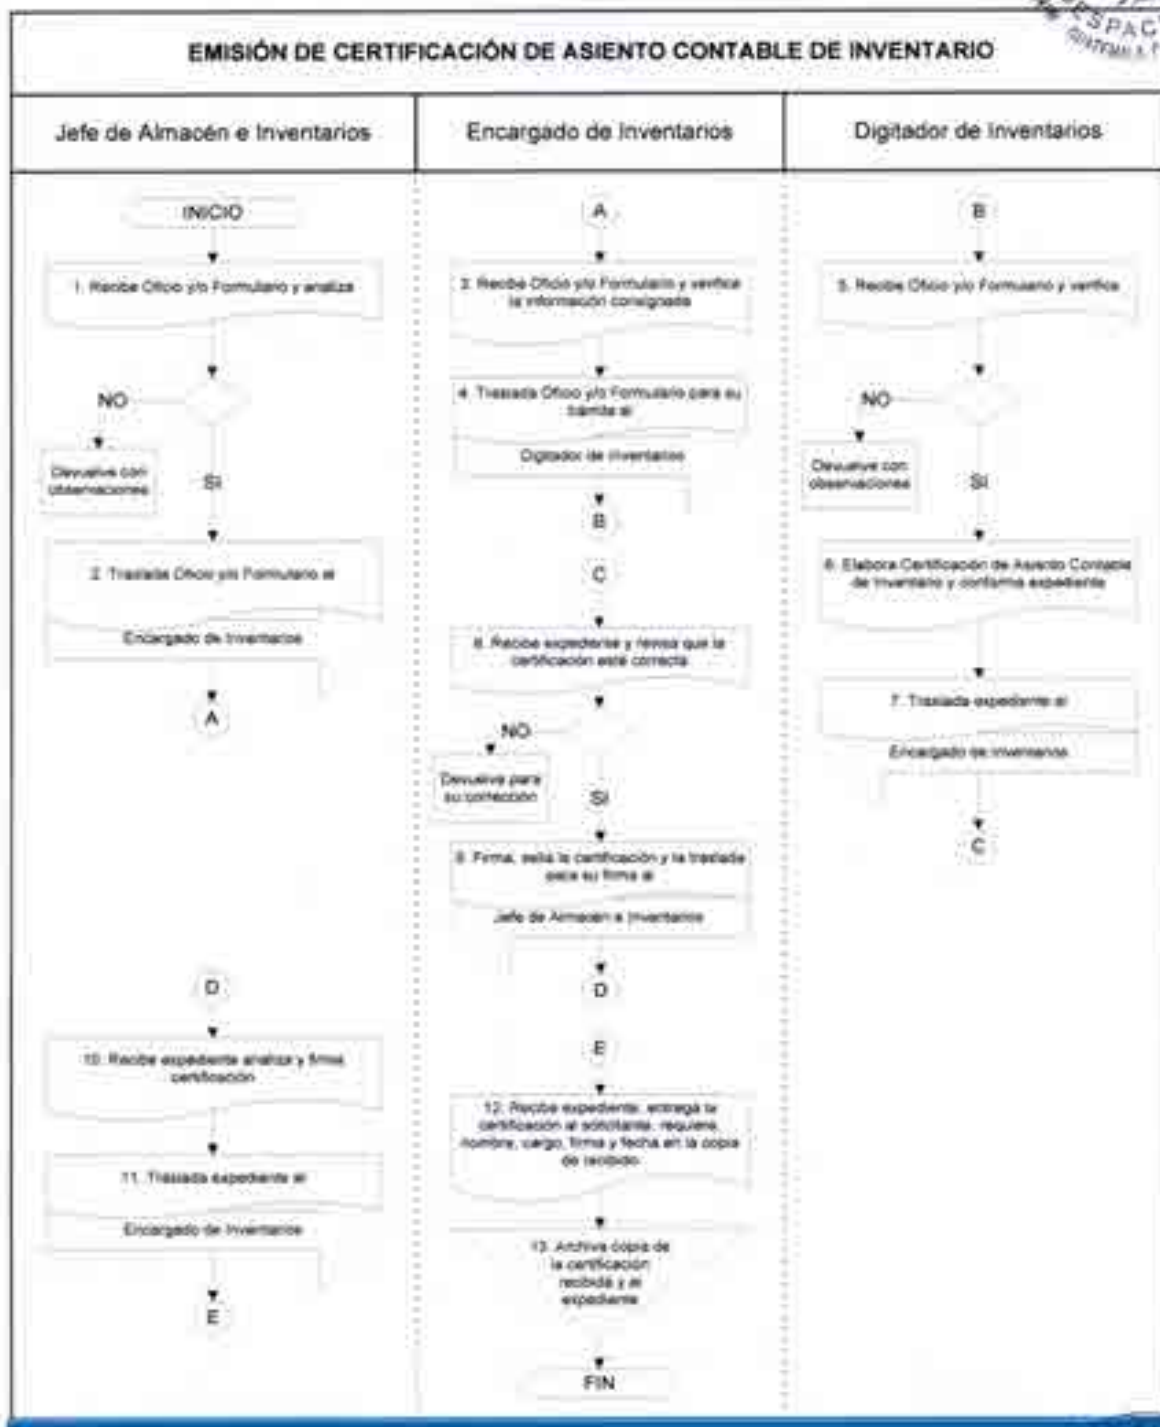 EMISIÓN DE CERTIFICACIÓN DE ASIENTO CONTABLE DE INVENTARIO
Jefe de Almacén e Inventarios
Encargado de Inventarios
Digitador de Inventarios
INICIO
1. Recibe Oficio y/o Formulario y analiza
NO
Devuelve con
observaciones
SI
2. Traslada Oficio y/o Formulario al
Encargado de Inventarios
A
D
10. Recibe expediente analiza y firma
certificación
11. Traslada expediente al
Encargado de Inventarios
E
A
3. Recibe Oficio y/o Formulario y verifica
la información consignada
4. Traslada Oficio y/o Formulario para su
trámite al
Digitador de Inventarios
B
C
8. Recibe expediente y revisa que la
certificación esté correcta
NO
Devuelve para
su corrección
SI
9. Firma, sella la certificación y la traslada
para su firma al
Jefe de Almacén e Inventarios
D
E
12. Recibe expediente, entrega la
certificación al solicitante, requiere,
nombre, cargo, firma y fecha en la copia
de recibido
13. Archiva copia de
la certificación
recibida y el
expediente
FIN
B
5. Recibe Oficio y/o Formulario y verifica
NO
Devuelve con
observaciones
SI
6. Elabora Certificación de Asiento Contable
de Inventario y conforma expediente
7. Traslada expediente al
Encargado de Inventarios
C